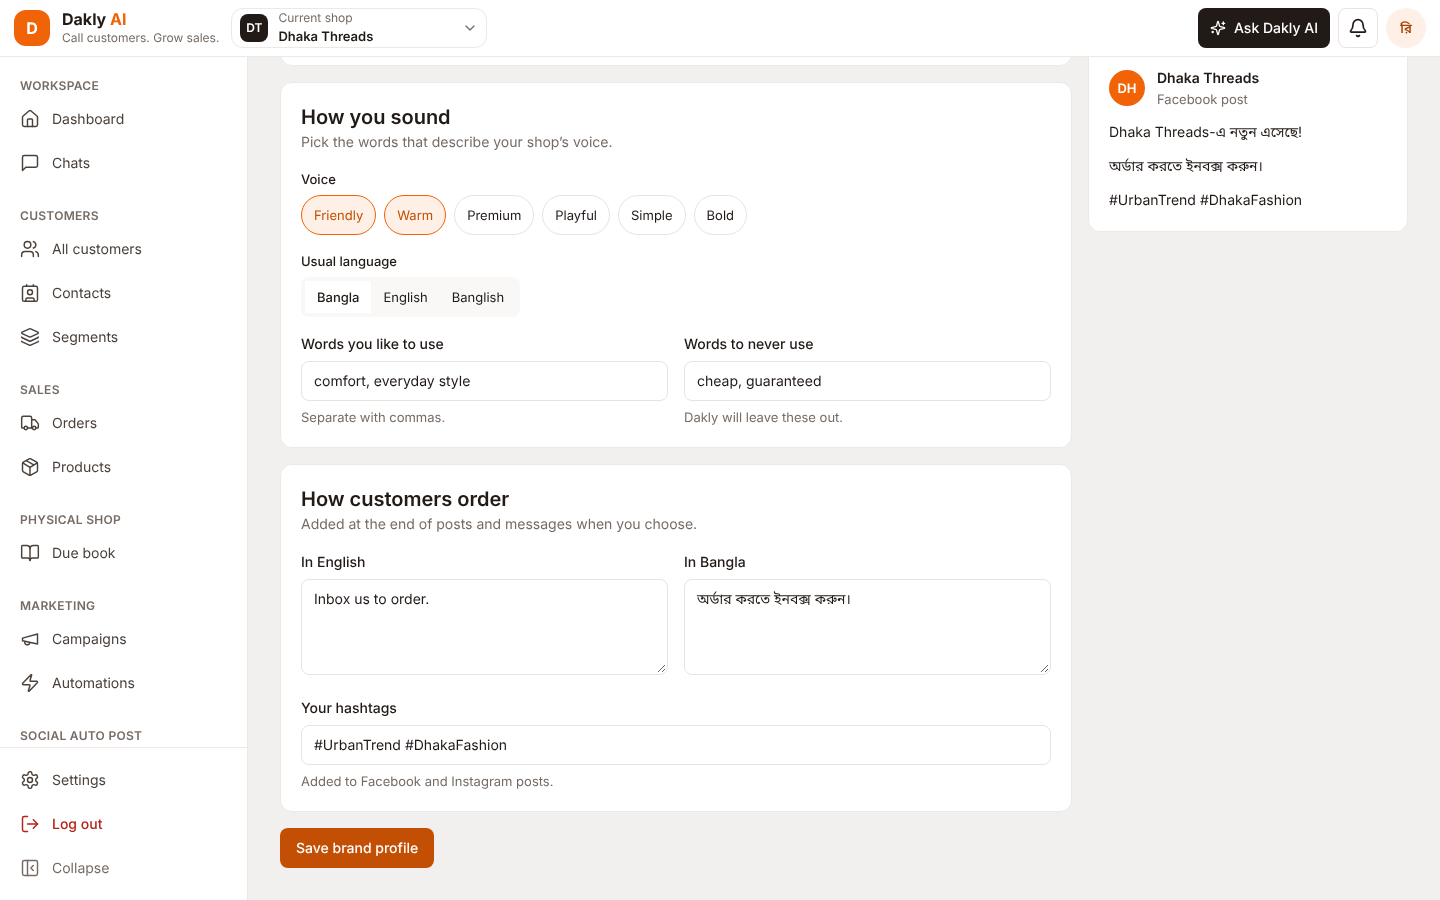 D
Dakly AI
Call customers. Grow sales.
DT
Current shop
Dhaka Threads
Ask Dakly AI
রি
WORKSPACE
Dashboard
Chats
CUSTOMERS
All customers
Contacts
Segments
SALES
Orders
Products
PHYSICAL SHOP
Due book
MARKETING
Campaigns
Automations
SOCIAL AUTO POST
Settings
Log out
Collapse
How you sound
Pick the words that describe your shop’s voice.
Voice
Friendly Warm Premium Playful Simple Bold
Usual language
Bangla English Banglish
Words you like to use
comfort, everyday style
Separate with commas.
Words to never use
cheap, guaranteed
Dakly will leave these out.
How customers order
Added at the end of posts and messages when you choose.
In English
Inbox us to order.
In Bangla
অর্ডার করতে ইনবক্স করুন।
Your hashtags
#UrbanTrend #DhakaFashion
Added to Facebook and Instagram posts.
Save brand profile
DH
Dhaka Threads
Facebook post
Dhaka Threads-এ নতুন এসেছে!
অর্ডার করতে ইনবক্স করুন।
#UrbanTrend #DhakaFashion